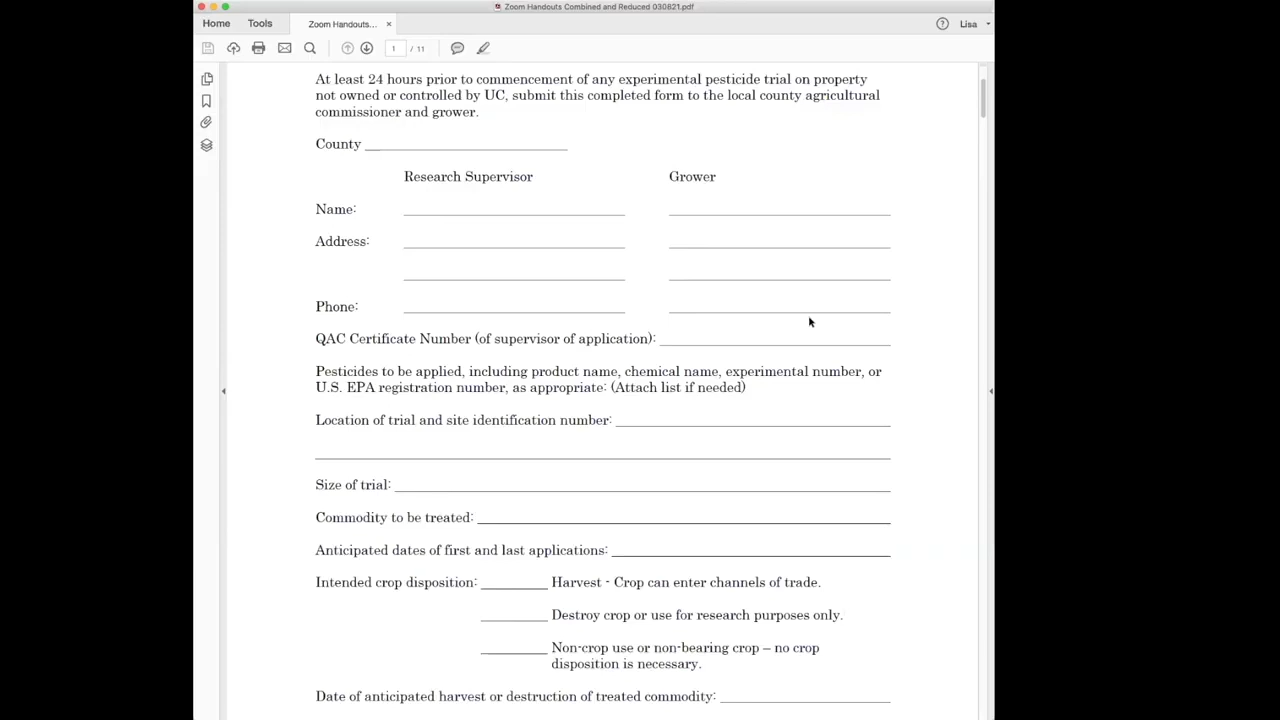 Zoom Handouts Combined and Reduced 030821.pdf
Home Tools Zoom Handouts... × Lisa
1 / 11
At least 24 hours prior to commencement of any experimental pesticide trial on property
not owned or controlled by UC, submit this completed form to the local county agricultural
commissioner and grower.
County
Research Supervisor Grower
Name:
Address:
Phone:
QAC Certificate Number (of supervisor of application):
Pesticides to be applied, including product name, chemical name, experimental number, or
U.S. EPA registration number, as appropriate: (Attach list if needed)
Location of trial and site identification number:
Size of trial:
Commodity to be treated:
Anticipated dates of first and last applications:
Intended crop disposition: Harvest - Crop can enter channels of trade.
Destroy crop or use for research purposes only.
Non-crop use or non-bearing crop – no crop
disposition is necessary.
Date of anticipated harvest or destruction of treated commodity: